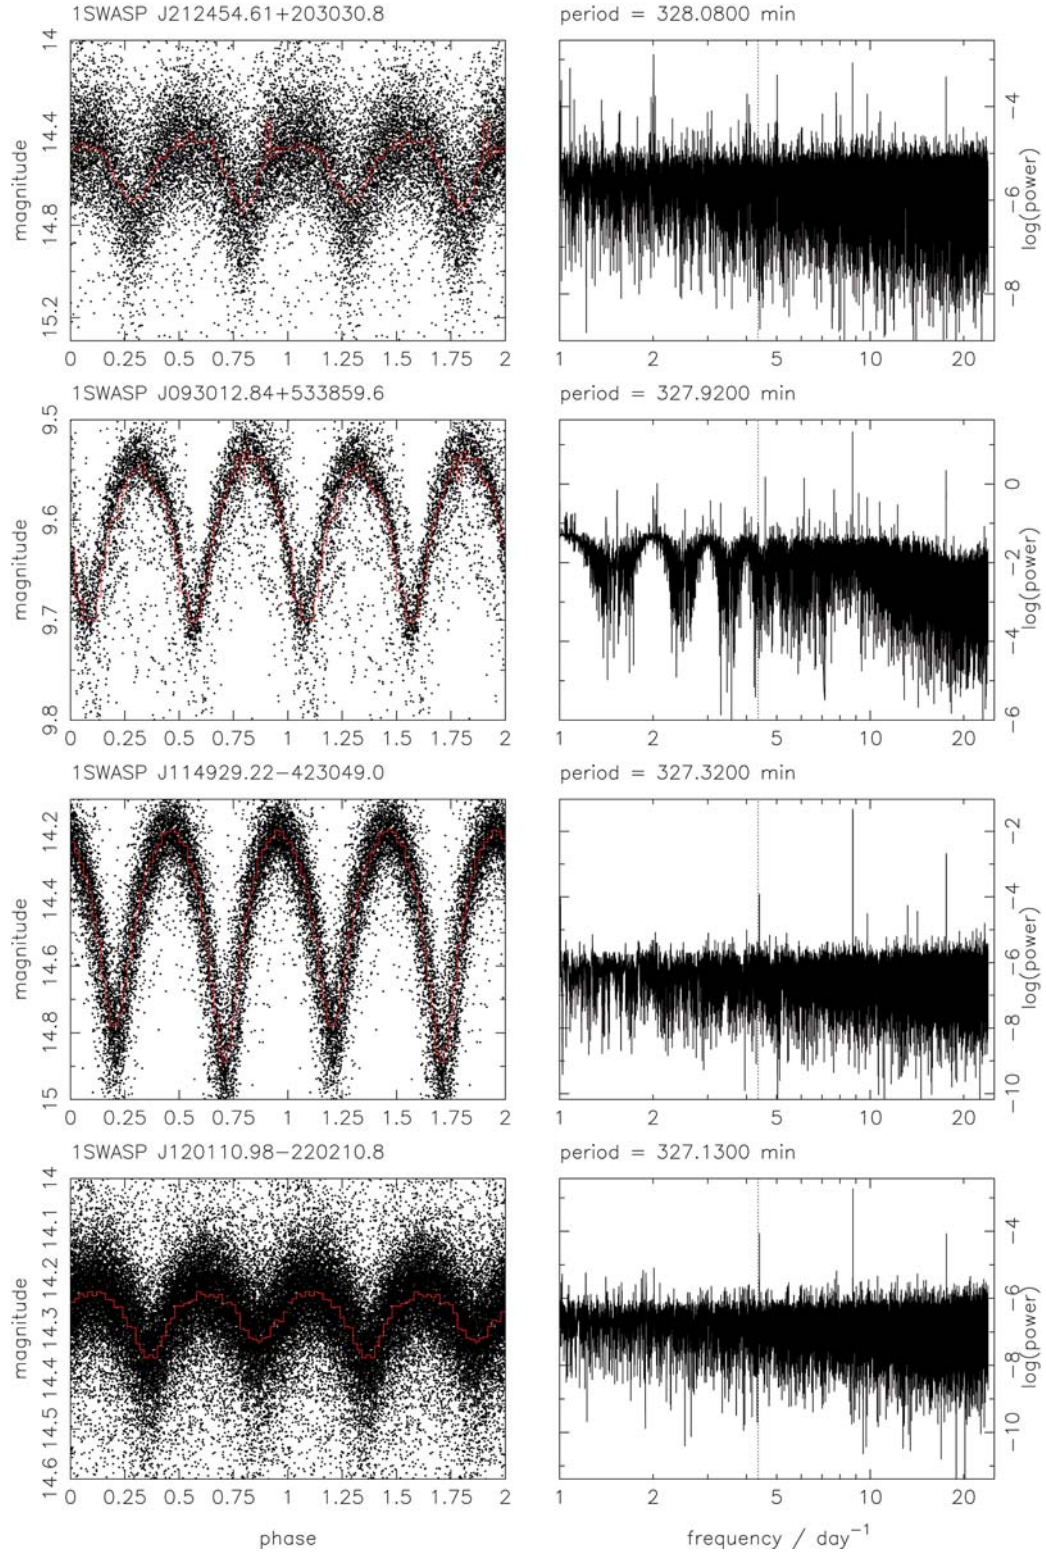 1SWASP J212454.61+203030.8
period = 328.0800 min
magnitude
14
14.4
14.8
15.2
0 0.25 0.5 0.75 1 1.25 1.5 1.75 2
log(power)
−4
−6
−8
1 2 5 10 20
1SWASP J093012.84+533859.6
period = 327.9200 min
magnitude
9.5
9.6
9.7
9.8
0 0.25 0.5 0.75 1 1.25 1.5 1.75 2
log(power)
0
−2
−4
−6
1 2 5 10 20
1SWASP J114929.22−423049.0
period = 327.3200 min
magnitude
14.2
14.4
14.6
14.8
15
0 0.25 0.5 0.75 1 1.25 1.5 1.75 2
log(power)
−2
−4
−6
−8
−10
1 2 5 10 20
1SWASP J120110.98−220210.8
period = 327.1300 min
magnitude
14
14.1
14.2
14.3
14.4
14.5
14.6
0 0.25 0.5 0.75 1 1.25 1.5 1.75 2
phase
log(power)
−4
−6
−8
−10
1 2 5 10 20
frequency / day⁻¹